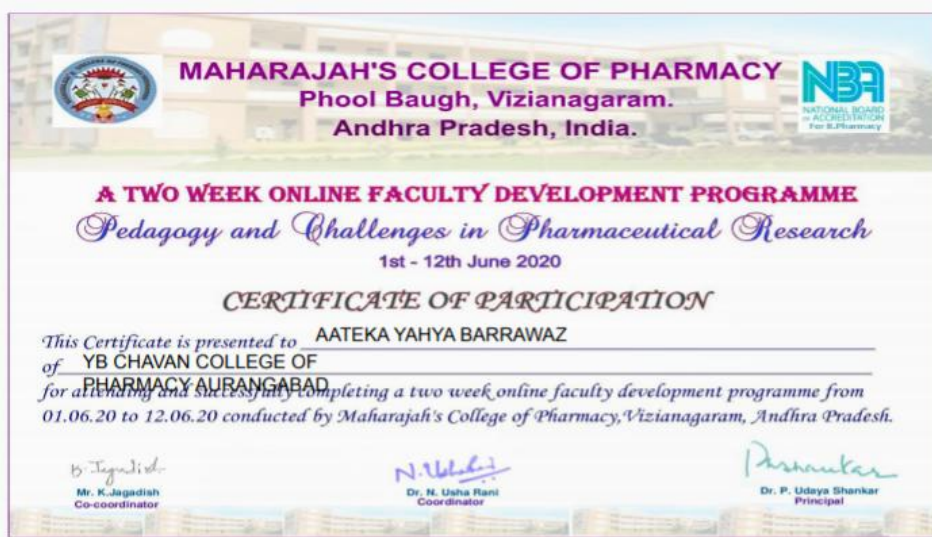 MAHARAJAH'S COLLEGE OF PHARMACY
Phool Baugh, Vizianagaram.
Andhra Pradesh, India.
NBA
NATIONAL BOARD
OF ACCREDITATION
For B.Pharmacy
A TWO WEEK ONLINE FACULTY DEVELOPMENT PROGRAMME
Pedagogy and Challenges in Pharmaceutical Research
1st - 12th June 2020
CERTIFICATE OF PARTICIPATION
This Certificate is presented to AATEKA YAHYA BARRAWAZ
of YB CHAVAN COLLEGE OF
PHARMACY AURANGABAD
for attending and successfully completing a two week online faculty development programme from
01.06.20 to 12.06.20 conducted by Maharajah's College of Pharmacy,Vizianagaram, Andhra Pradesh.
Mr. K.Jagadish
Co-coordinator
Dr. N. Usha Rani
Coordinator
Dr. P. Udaya Shankar
Principal